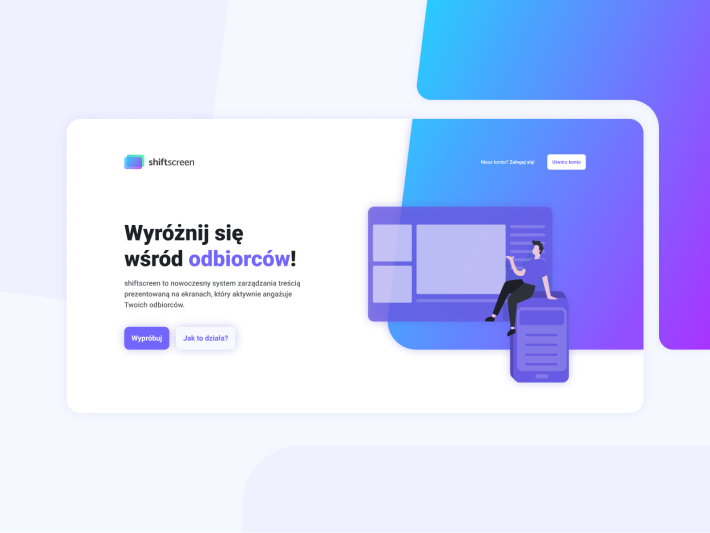 shiftscreen
Masz konto? Zaloguj się!
Utwórz konto
Wyróżnij się
wśród odbiorców!
shiftscreen to nowoczesny system zarządzania treścią
prezentowaną na ekranach, który aktywnie angażuje
Twoich odbiorców.
Wypróbuj
Jak to działa?